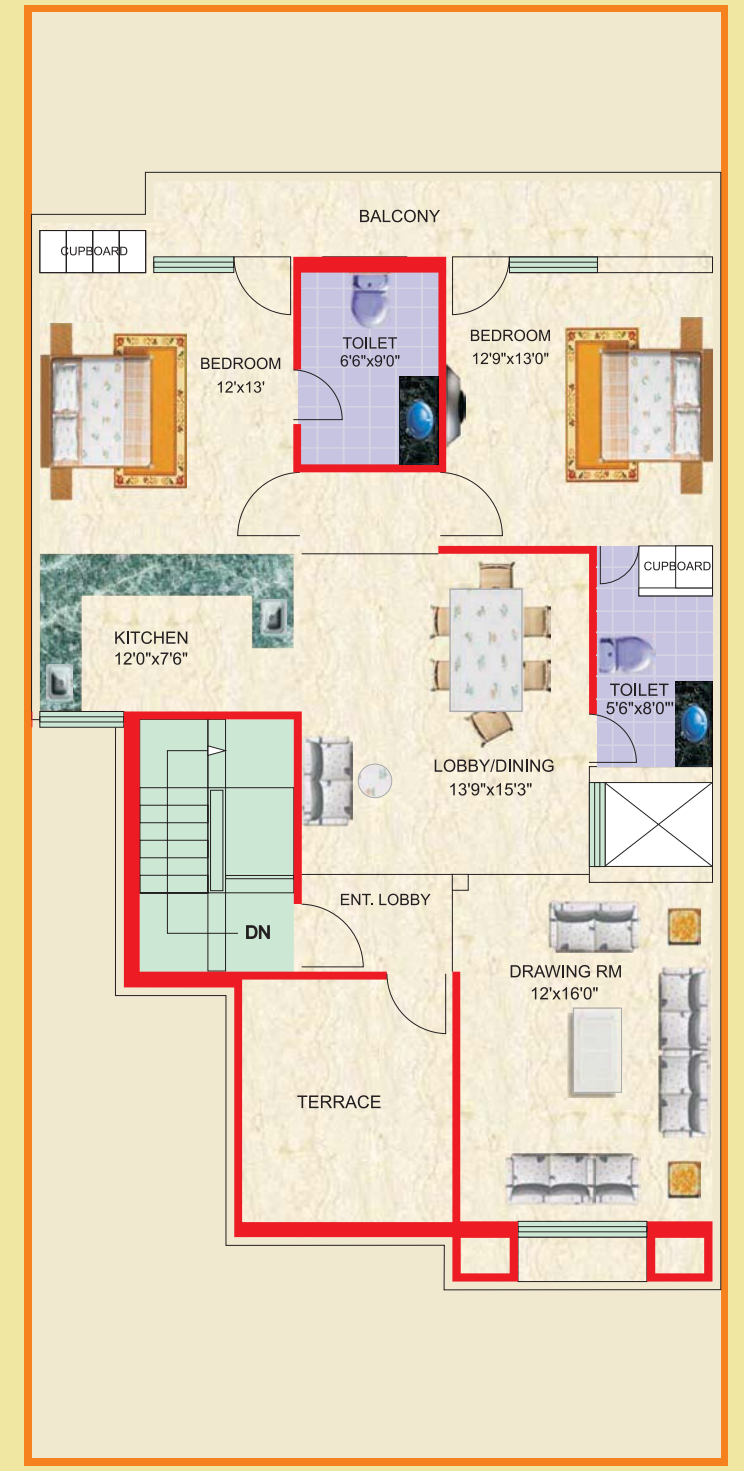 BALCONY
CUPBOARD
TOILET
6'6"x9'0"
BEDROOM
12'9"x13'0"
BEDROOM
12'x13'
CUPBOARD
KITCHEN
12'0"x7'6"
TOILET
5'6"x8'0""
LOBBY/DINING
13'9"x15'3"
ENT. LOBBY
DN
DRAWING RM
12'x16'0"
TERRACE